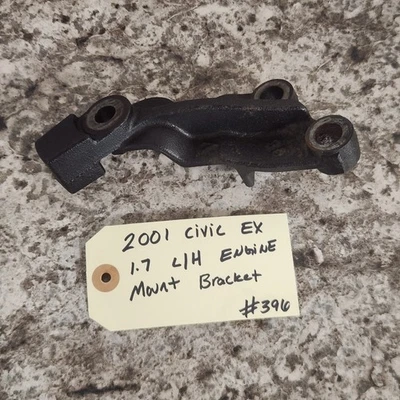 2001 Civic EX
1.7 L/H ENGINE
Mount Bracket
#396